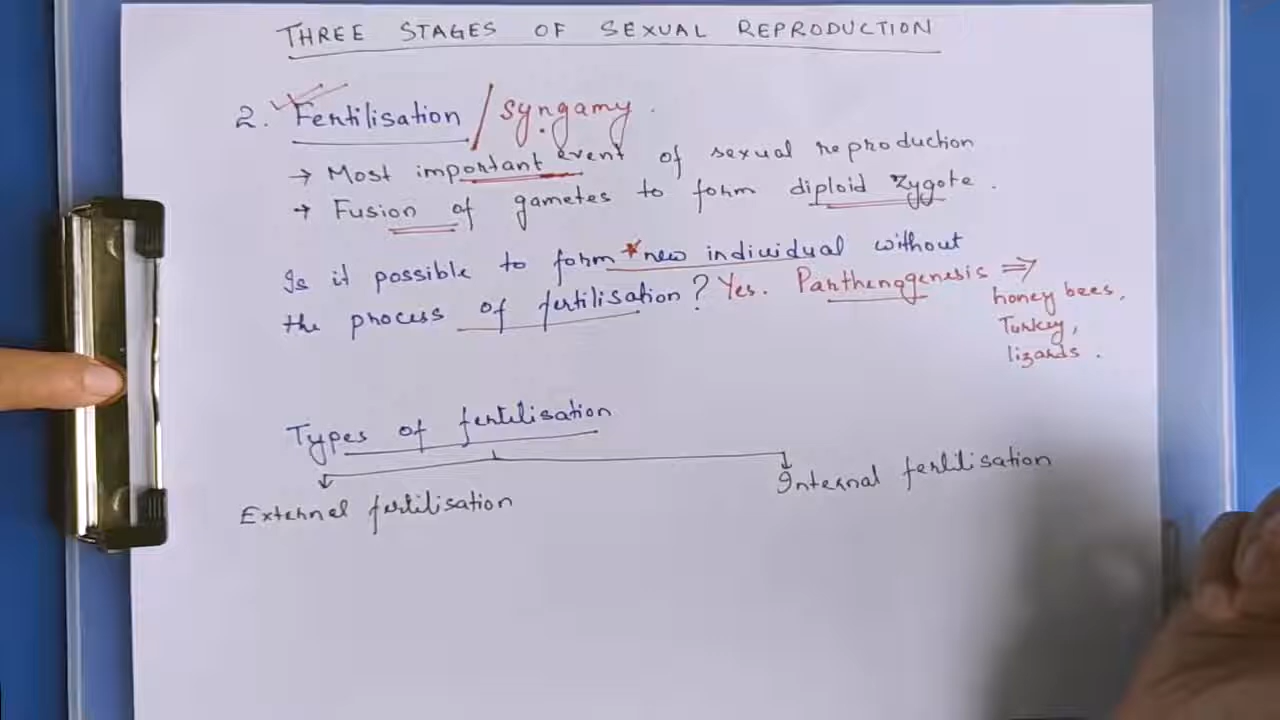 THREE STAGES OF SEXUAL REPRODUCTION
2. Fertilisation / Syngamy.
→ Most important event of sexual reproduction
→ Fusion of gametes to form diploid zygote.
Is it possible to form *new individual without
the process of fertilisation? Yes. Parthenogenesis ⇒
honey bees,
Turkey,
lizards.
Types of fertilisation
External fertilisation
Internal fertilisation